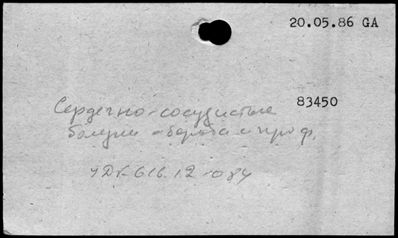 20.05.86 GA
83450
Сердечно-сосудистые
болезни - борьба и проф.
УДК 616.12-084